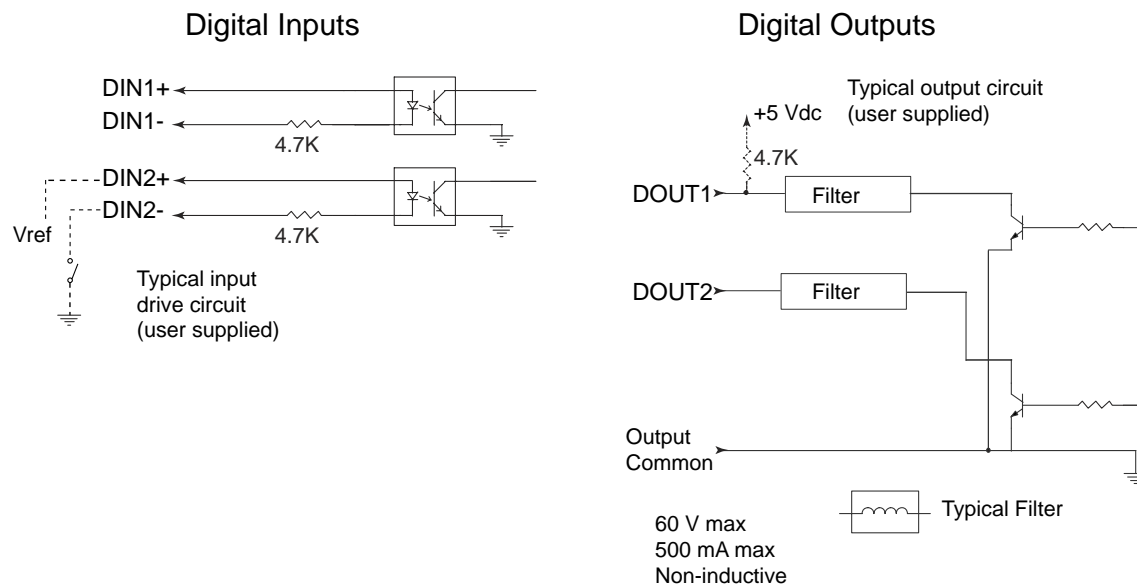 Digital Inputs
DIN1+
DIN1-
4.7K
DIN2+
DIN2-
4.7K
Vref
Typical input
drive circuit
(user supplied)
Digital Outputs
Typical output circuit
(user supplied)
+5 Vdc
4.7K
DOUT1
Filter
DOUT2
Filter
Output
Common
Typical Filter
60 V max
500 mA max
Non-inductive